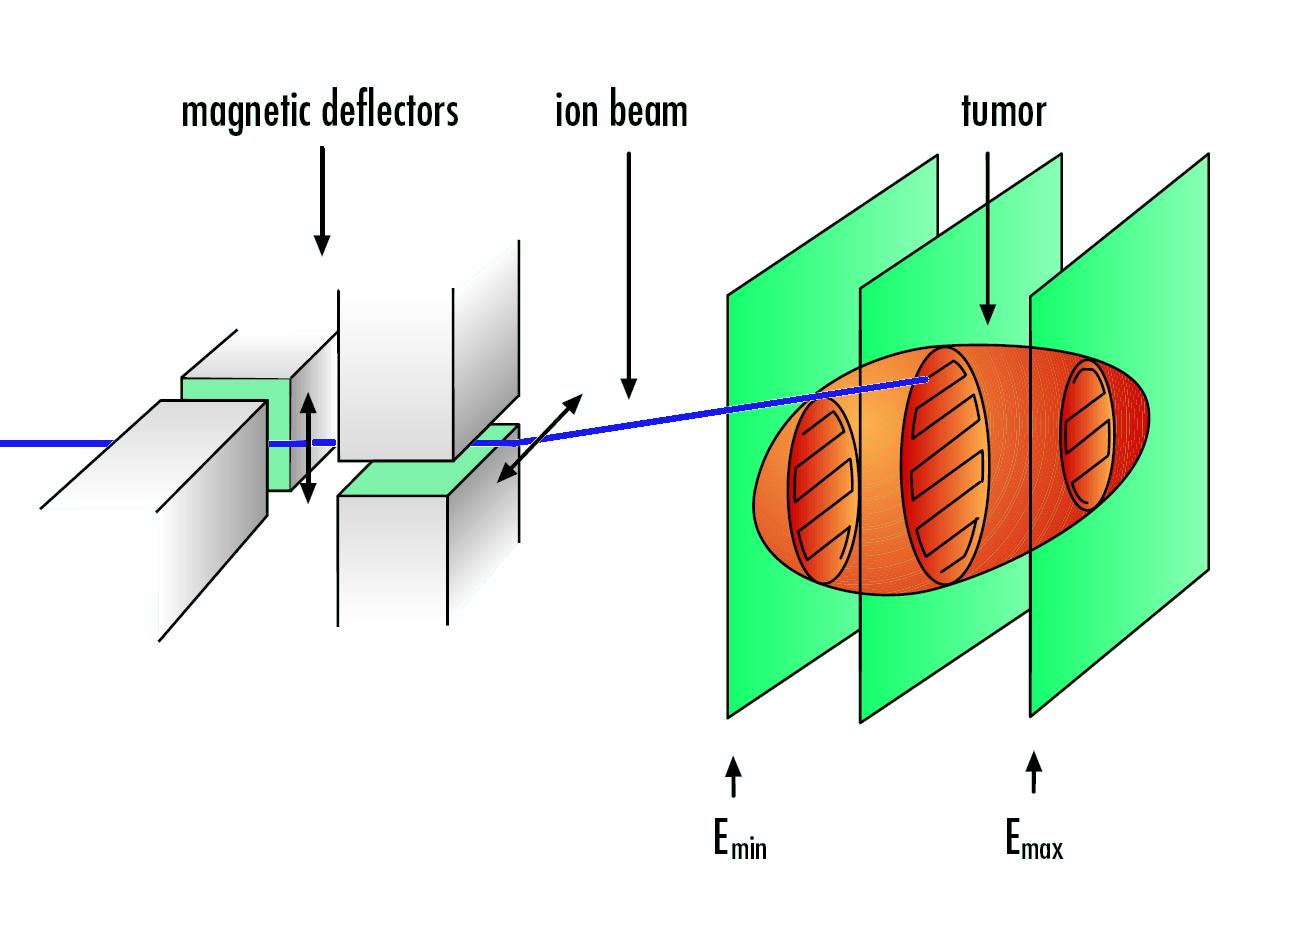 magnetic deflectors
ion beam
tumor
Emin
Emax